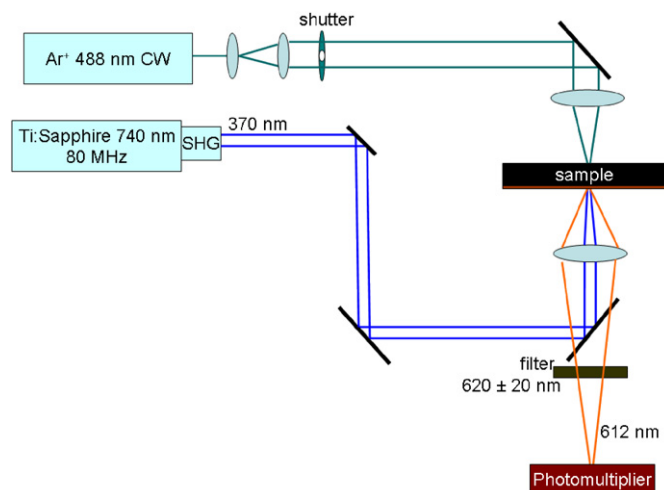 shutter
Ar⁺ 488 nm CW
Ti:Sapphire 740 nm
80 MHz
SHG
370 nm
sample
filter
620 ± 20 nm
612 nm
Photomultiplier